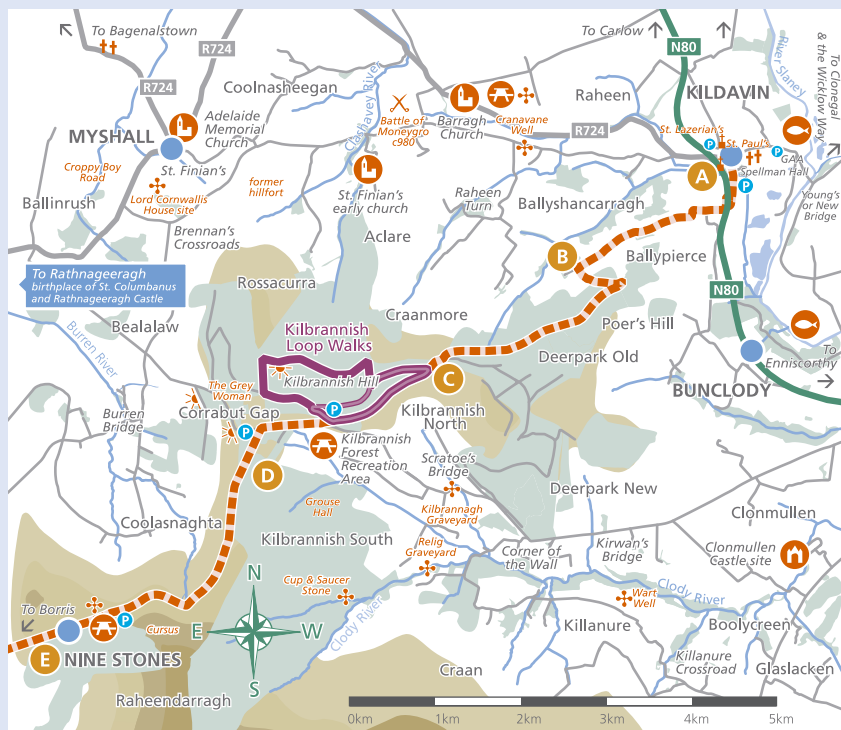 To Bagenalstown
R724
R724
Coolnasheegan
Adelaide
Memorial
Church
MYSHALL
St. Finian's
Croppy Boy
Road
Lord Cornwallis
House site
Ballinrush
former
hillfort
Brennan's
Crossroads
Clashavey River
Battle of
Moneygro
c980
St. Finian's
early church
Aclare
To Carlow
N80
River Slaney
To Clonegal
& the Wicklow Way
KILDAVIN
Raheen
Barragh
Church
Cranavane
Well
R724
St. Lazerian's
P
St. Paul's
P
GAA
Spellman Hall
A
P
Young's
or New
Bridge
Raheen
Turn
Ballyshancarragh
B
Ballypierce
N80
To Rathnageeragh
birthplace of St. Columbanus
and Rathnageeragh Castle
Rossacurra
Craanmore
Poer's Hill
Burren River
Bealalaw
Kilbrannish
Loop Walks
Kilbrannish Hill
Deerpark Old
To
Enniscorthy
BUNCLODY
C
The Grey
Woman
Corrabut Gap
P
P
Burren
Bridge
Kilbrannish
North
Kilbrannish
Forest
Recreation
Area
Scratoe's
Bridge
D
Deerpark New
Grouse
Hall
Kilbrannagh
Graveyard
Coolasnaghta
Kilbrannish South
Relig
Graveyard
Corner of
the Wall
Kirwan's
Bridge
Clonmullen
Clonmullen
Castle site
N
Cup & Saucer
Stone
Wart
Well
Clody River
To Borris
P
Cursus
E
W
Clody River
Killanure
Boolycreen
E
NINE STONES
S
Craan
Killanure
Crossroad
Glaslacken
Raheendarragh
0km
1km
2km
3km
4km
5km